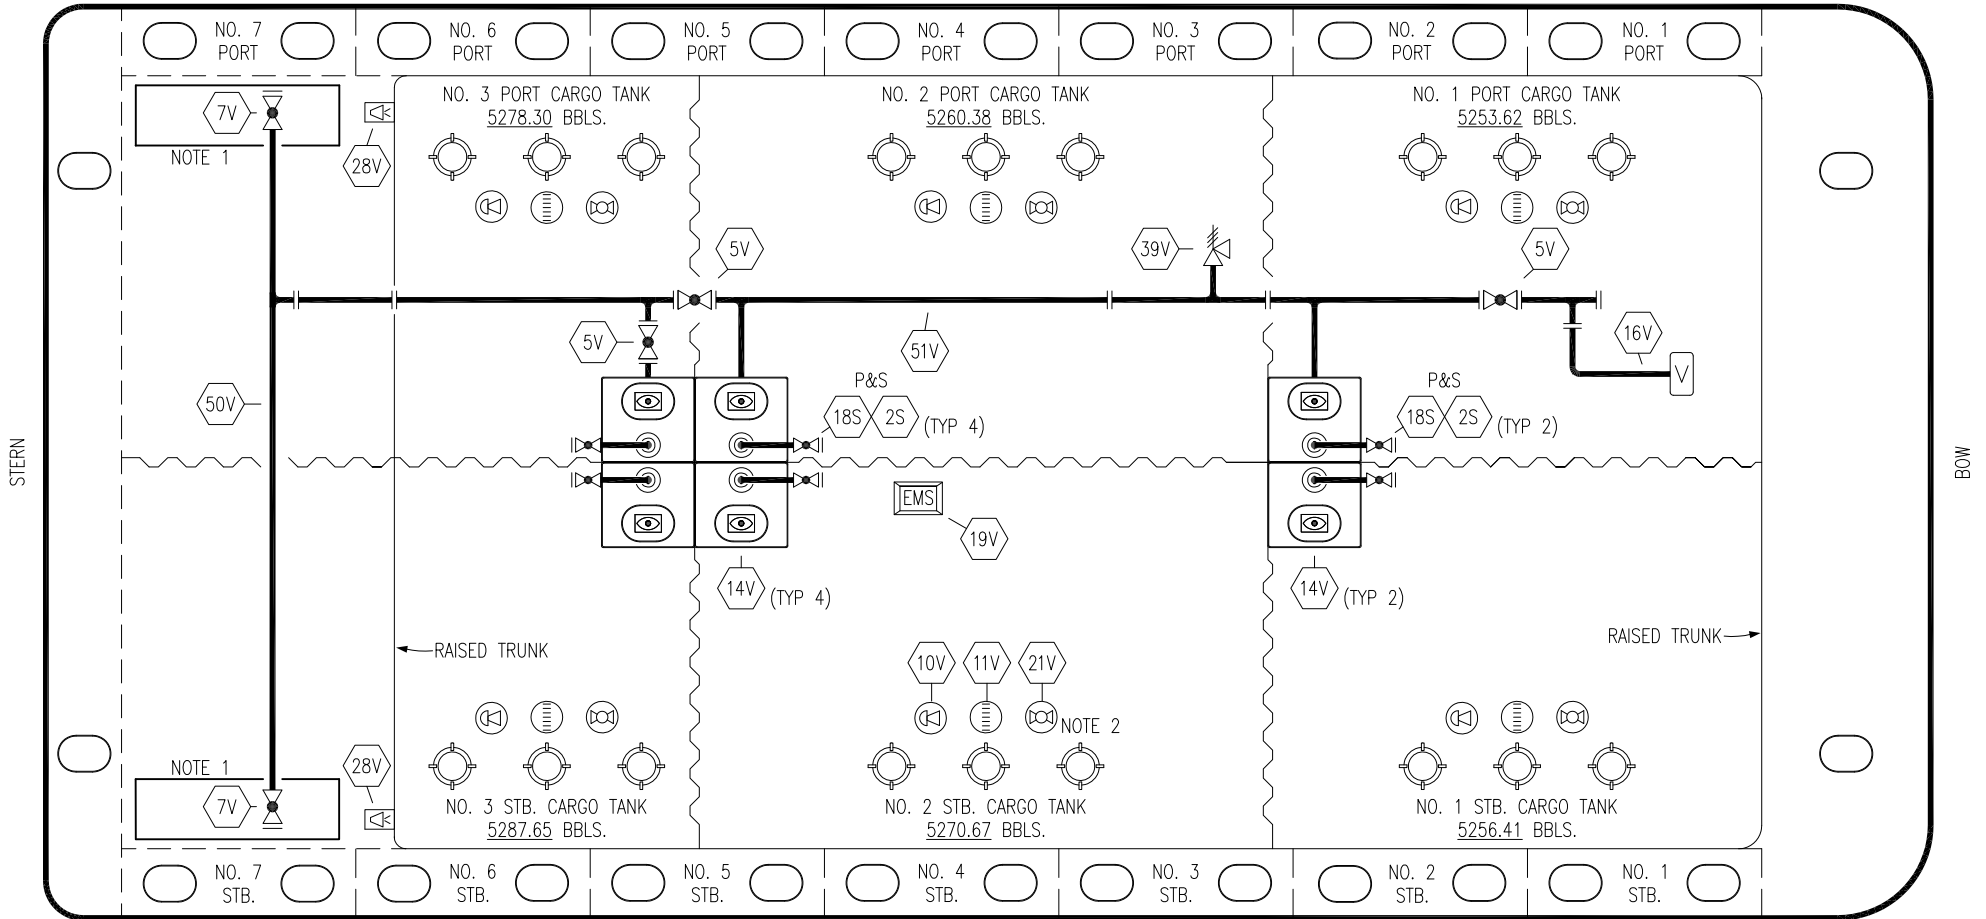 NO. 7
PORT
NO. 6
PORT
NO. 5
PORT
NO. 4
PORT
NO. 3
PORT
NO. 2
PORT
NO. 1
PORT
NO. 3 PORT CARGO TANK
5278.30 BBLS.
NO. 2 PORT CARGO TANK
5260.38 BBLS.
NO. 1 PORT CARGO TANK
5253.62 BBLS.
7V
NOTE 1
28V
5V
39V
5V
5V
51V
16V
V
50V
P&S
18S
2S
(TYP 4)
P&S
18S
2S
(TYP 2)
STERN
BOW
EMS
19V
14V
(TYP 4)
14V
(TYP 2)
RAISED TRUNK
RAISED TRUNK
10V
11V
21V
NOTE 2
NOTE 1
28V
7V
NO. 3 STB. CARGO TANK
5287.65 BBLS.
NO. 2 STB. CARGO TANK
5270.67 BBLS.
NO. 1 STB. CARGO TANK
5256.41 BBLS.
NO. 7
STB.
NO. 6
STB.
NO. 5
STB.
NO. 4
STB.
NO. 3
STB.
NO. 2
STB.
NO. 1
STB.